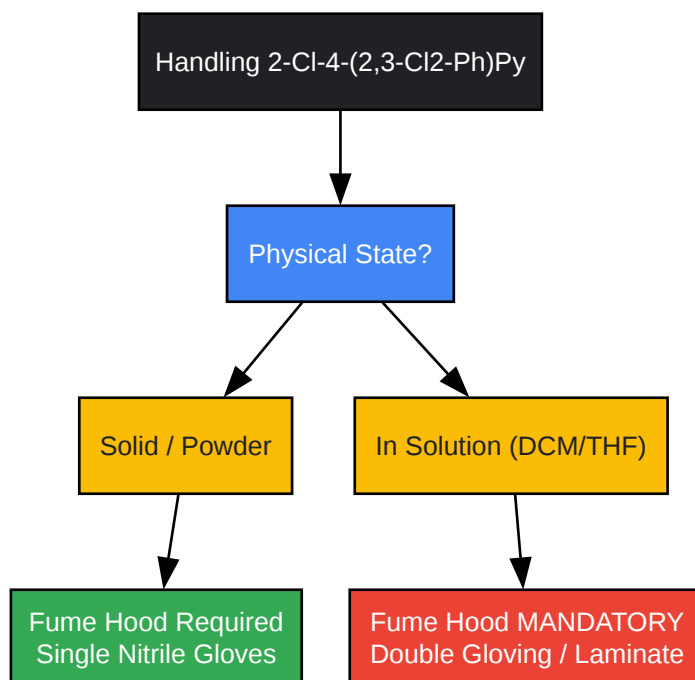 Handling 2-Cl-4-(2,3-Cl2-Ph)Py
Physical State?
Solid / Powder
In Solution (DCM/THF)
Fume Hood Required
Single Nitrile Gloves
Fume Hood MANDATORY
Double Gloving / Laminate